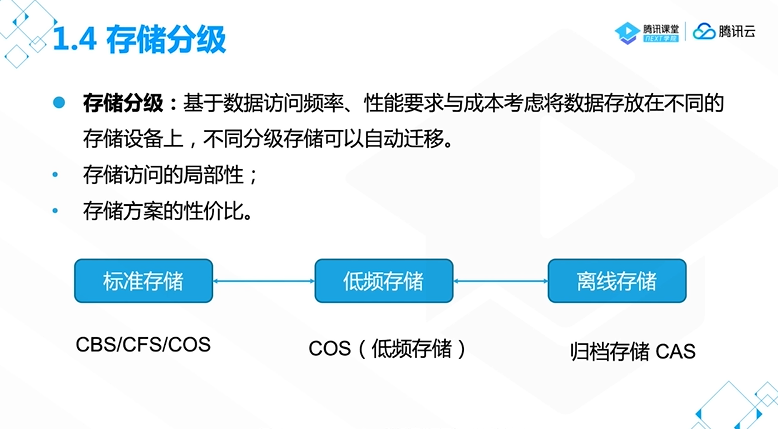 1.4 存储分级
腾讯课堂
TEXT 学院
腾讯云
存储分级：基于数据访问频率、性能要求与成本考虑将数据存放在不同的
存储设备上，不同分级存储可以自动迁移。
存储访问的局部性；
存储方案的性价比。
标准存储
低频存储
离线存储
CBS/CFS/COS
COS（低频存储）
归档存储 CAS